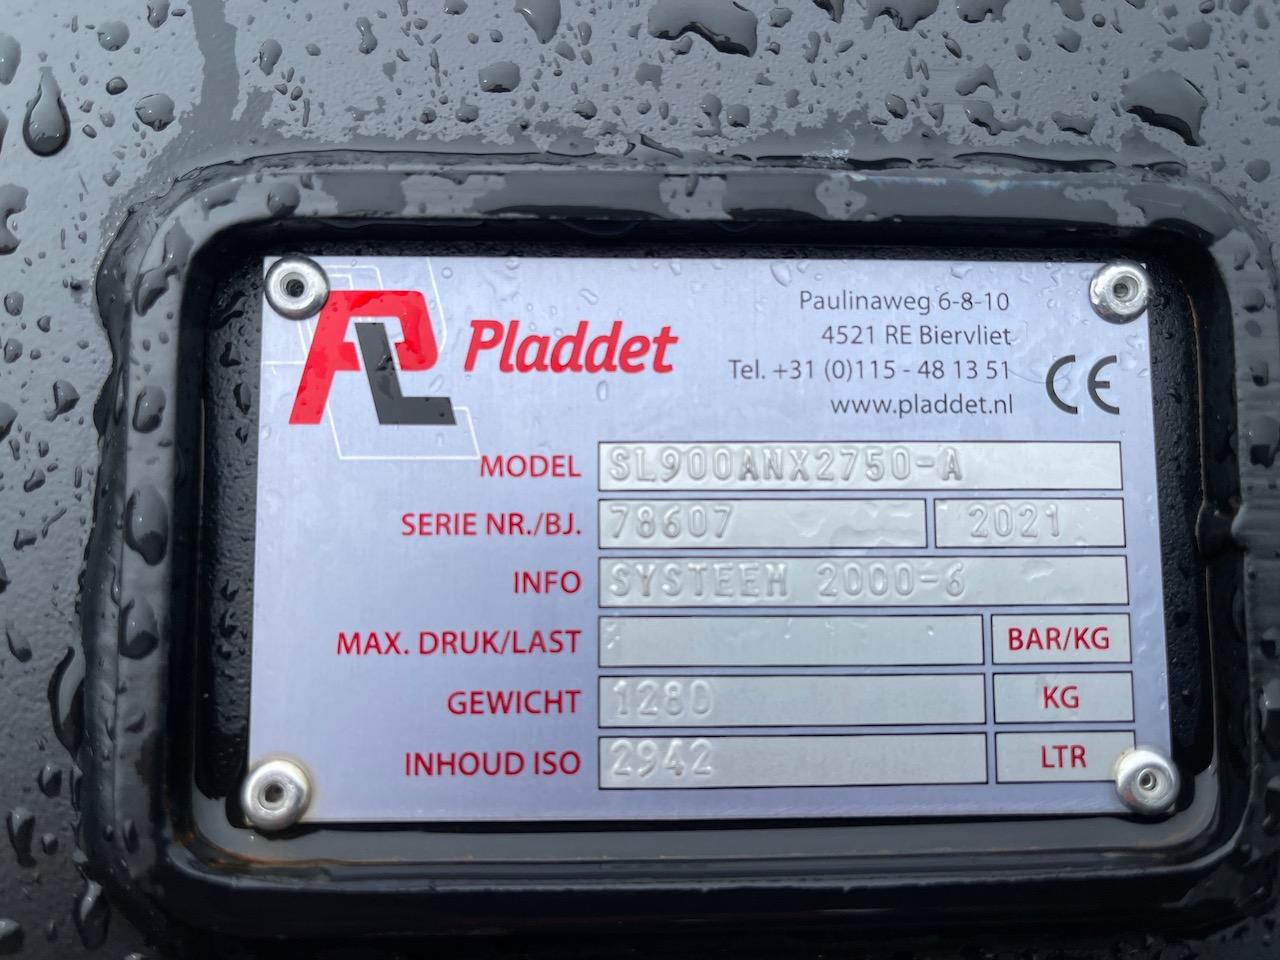 PL Pladdet
Paulinaweg 6-8-10
4521 RE Biervliet
Tel. +31 (0)115 - 48 13 51
www.pladdet.nl
CE
MODEL SL900ANX2750-A
SERIE NR./BJ. 78607 2021
INFO SYSTEEM 2000-6
MAX. DRUK/LAST BAR/KG
GEWICHT 1280 KG
INHOUD ISO 2942 LTR